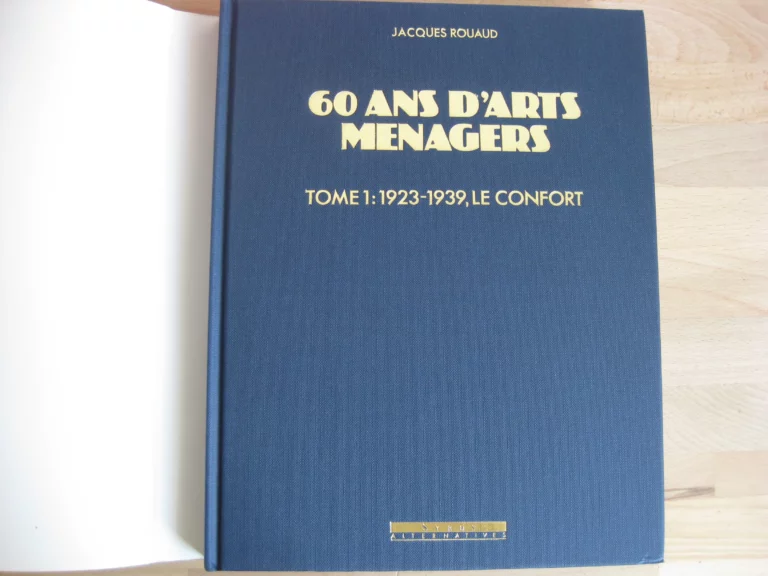 JACQUES ROUAUD
60 ANS D'ARTS
MENAGERS
TOME 1: 1923-1939, LE CONFORT
ALTERNATIVES